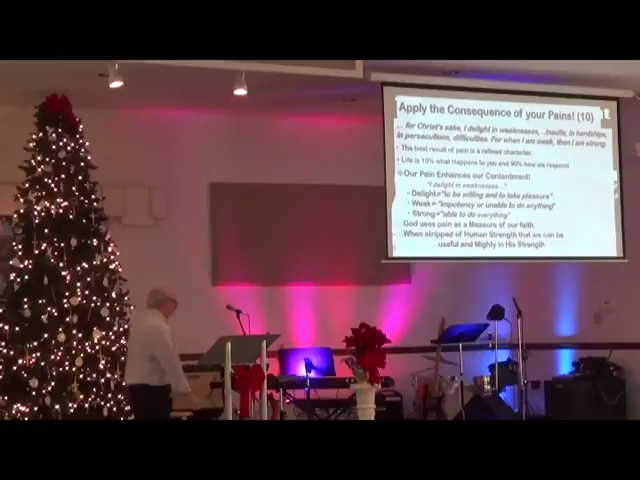 Apply the Consequence of your Pains! (10)
... for Christ's sake, I delight in weaknesses, ..insults, in hardships,
in persecutions, difficulties. For when I am weak, then I am strong.
• The best result of pain is a refined character.
• Life is 10% what Happens to you and 90% how we respond.
❖Our Pain Enhances our Contentment!
"I delight in weaknesses..."
• Delight="to be willing and to take pleasure".
• Weak= "Impotency or unable to do anything"
• Strong="able to do everything"
God uses pain as a Measure of our faith.
When stripped of Human Strength that we can be
...useful and Mighty in His Strength